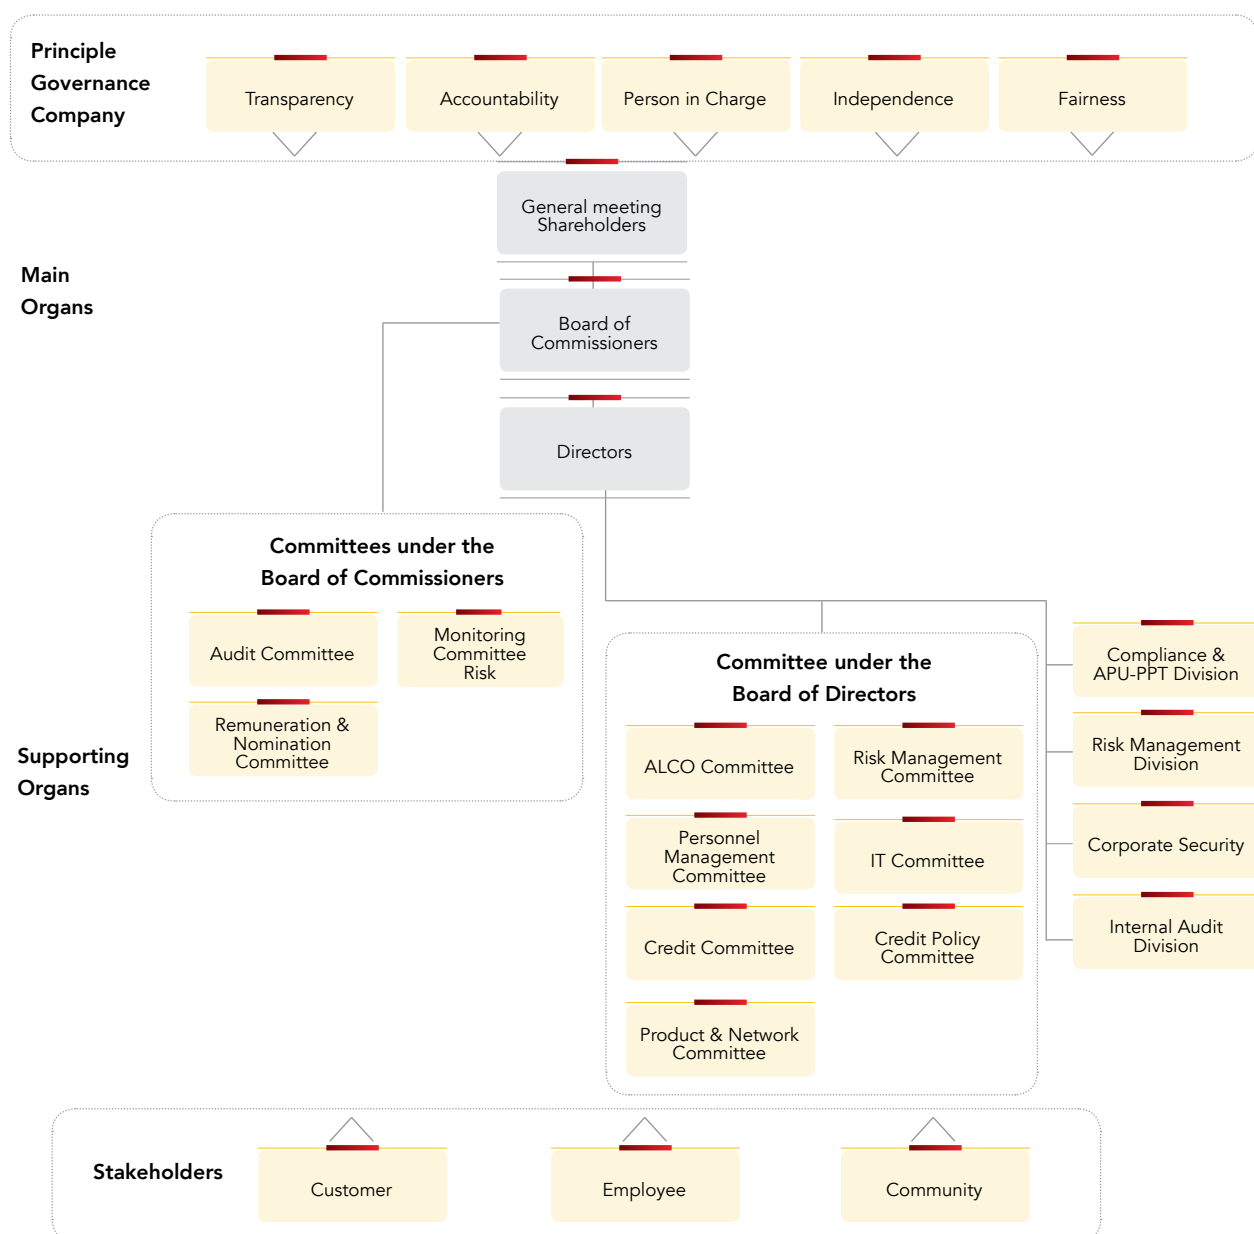 Principle
Governance
Company
Transparency
Accountability
Person in Charge
Independence
Fairness
General meeting
Shareholders
Main
Organs
Board of
Commissioners
Directors
Committees under the
Board of Commissioners
Audit Committee
Monitoring
Committee
Risk
Remuneration &
Nomination
Committee
Supporting
Organs
Committee under the
Board of Directors
ALCO Committee
Risk Management
Committee
Personnel
Management
Committee
IT Committee
Credit Committee
Credit Policy
Committee
Product & Network
Committee
Compliance &
APU-PPT Division
Risk Management
Division
Corporate Security
Internal Audit
Division
Stakeholders
Customer
Employee
Community